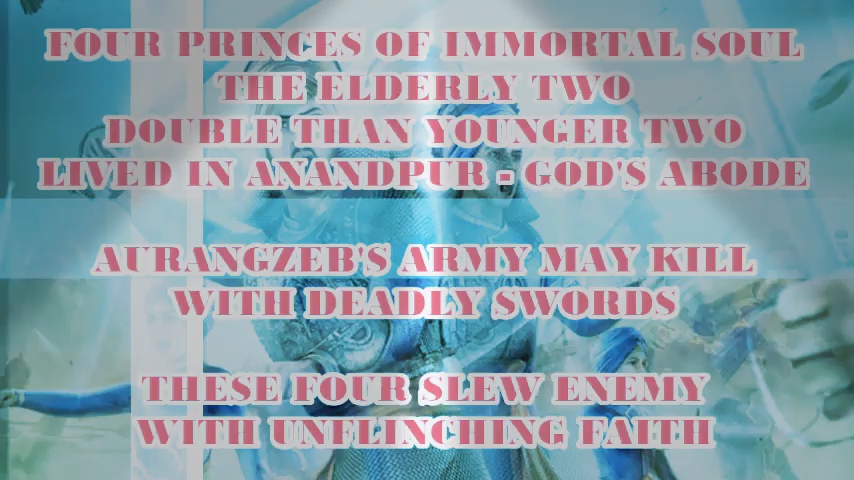 FOUR PRINCES OF IMMORTAL SOUL
THE ELDERLY TWO
DOUBLE THAN YOUNGER TWO
LIVED IN ANANDPUR - GOD'S ABODE
AURANGZEB'S ARMY MAY KILL
WITH DEADLY SWORDS
THESE FOUR SLEW ENEMY
WITH UNFLINCHING FAITH